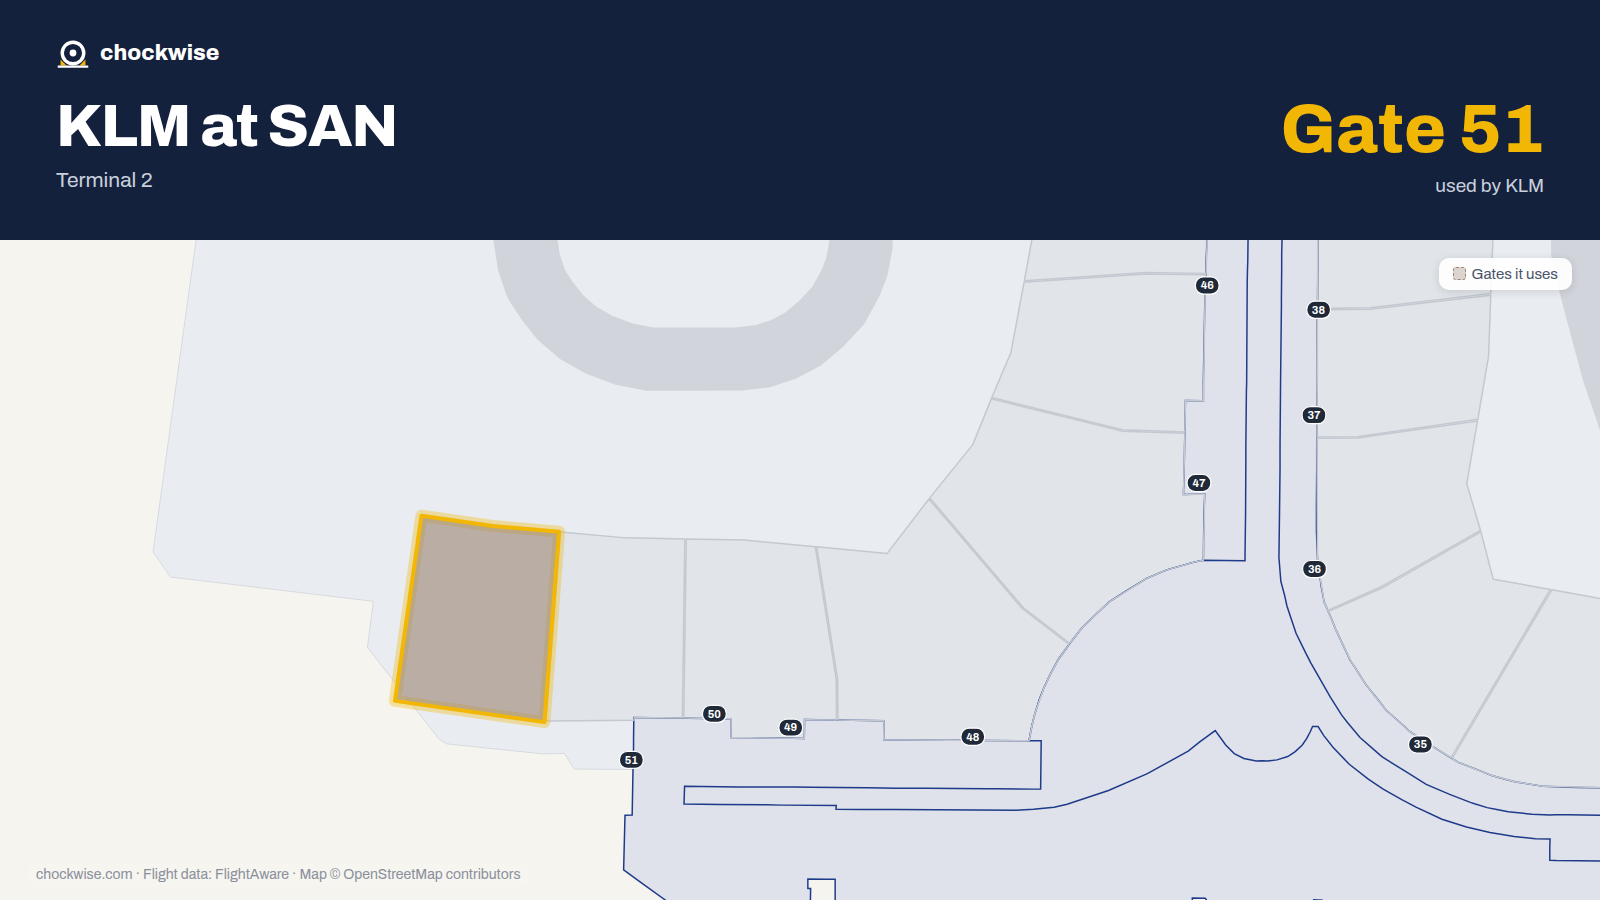 chockwise
KLM at SAN
Terminal 2
Gate 51
used by KLM
Gates it uses
46
38
37
47
36
50
49
48
35
51
chockwise.com · Flight data: FlightAware · Map © OpenStreetMap contributors